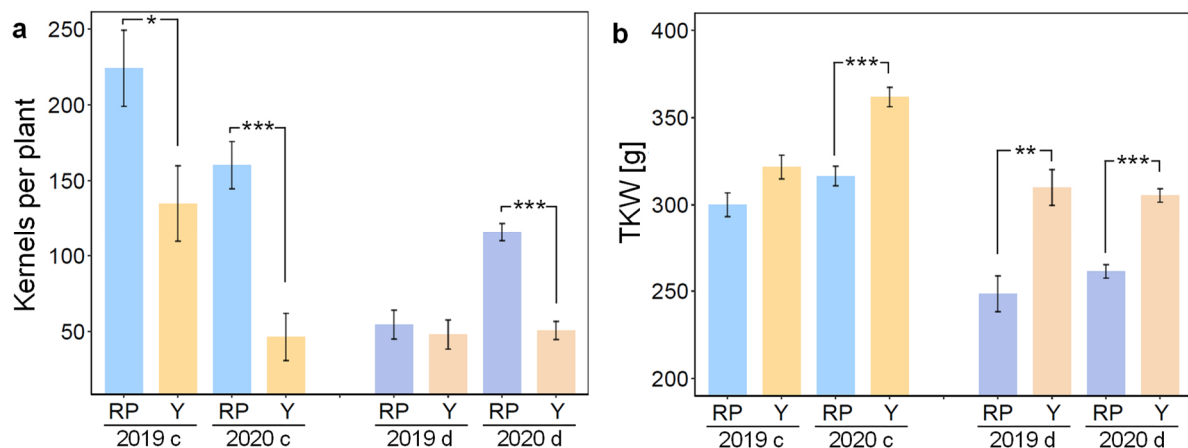 a
Kernels per plant
250
200
150
100
50
*
***
***
RP Y RP Y RP Y RP Y
2019 c 2020 c 2019 d 2020 d
b
TKW [g]
400
350
300
250
200
***
**
***
RP Y RP Y RP Y RP Y
2019 c 2020 c 2019 d 2020 d